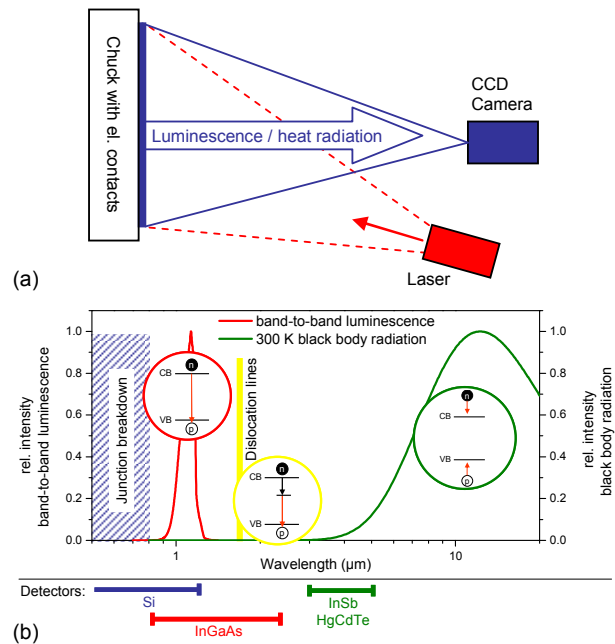 Chuck with el. contacts
CCD
Camera
Luminescence / heat radiation
Laser
(a)
band-to-band luminescence
300 K black body radiation
rel. intensity
band-to-band luminescence
1.0
0.8
0.6
0.4
0.2
0.0
Junction breakdown
n
CB
VB
p
Dislocation lines
n
CB
VB
p
n
CB
VB
p
1.0
0.8
0.6
0.4
0.2
0.0
rel. intensity
black body radiation
1
10
Wavelength (μm)
Detectors:
Si
InGaAs
InSb
HgCdTe
(b)